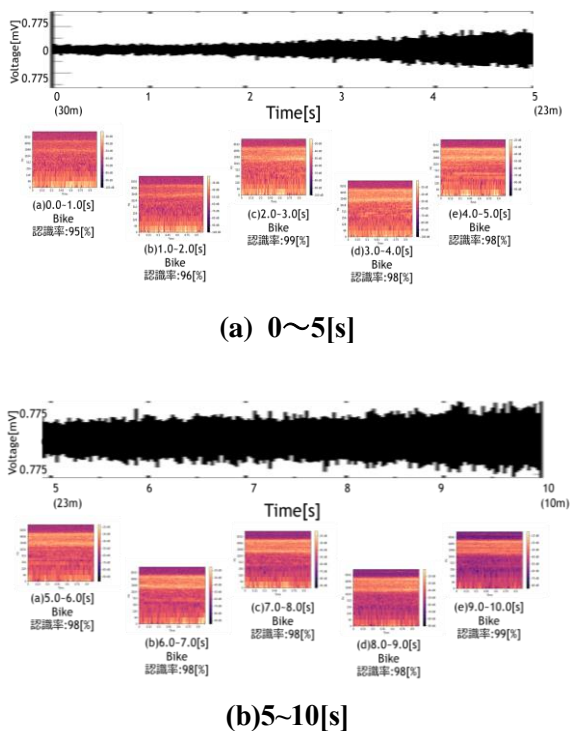 0.775
0
0.775
Voltage[mV]
0 1 2 3 4 5
(30m) Time[s] (23m)
(a)0.0-1.0[s]
Bike
認識率:95[%]
(b)1.0-2.0[s]
Bike
認識率:96[%]
(c)2.0-3.0[s]
Bike
認識率:99[%]
(d)3.0-4.0[s]
Bike
認識率:98[%]
(e)4.0-5.0[s]
Bike
認識率:98[%]
(a) 0〜5[s]
0.775
0.775
Voltage[mV]
5 6 7 8 9 10
(23m) Time[s] (10m)
(a)5.0-6.0[s]
Bike
認識率:98[%]
(b)6.0-7.0[s]
Bike
認識率:98[%]
(c)7.0-8.0[s]
Bike
認識率:98[%]
(d)8.0-9.0[s]
Bike
認識率:98[%]
(e)9.0-10.0[s]
Bike
認識率:99[%]
(b)5~10[s]